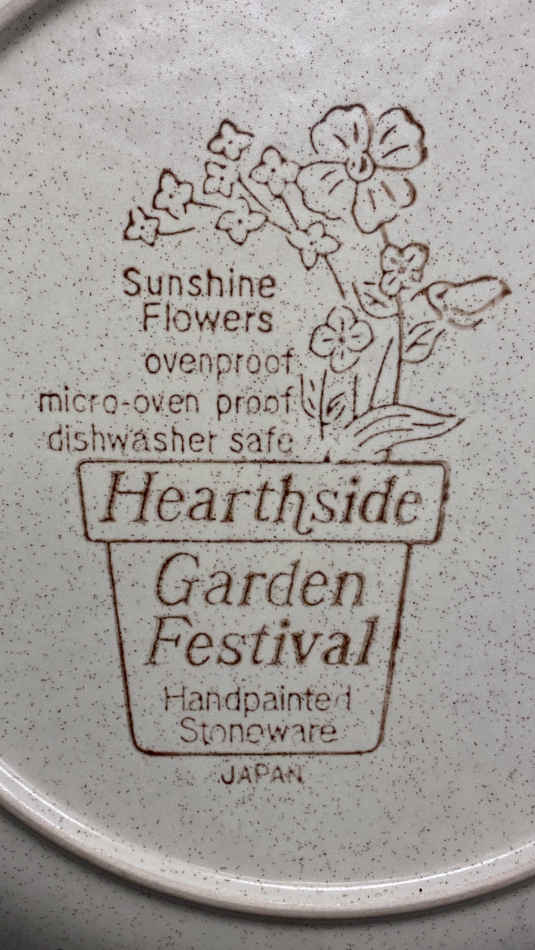 Sunshine
Flowers
ovenproof
micro-oven proof
dishwasher safe
Hearthside
Garden
Festival
Handpainted
Stoneware
JAPAN